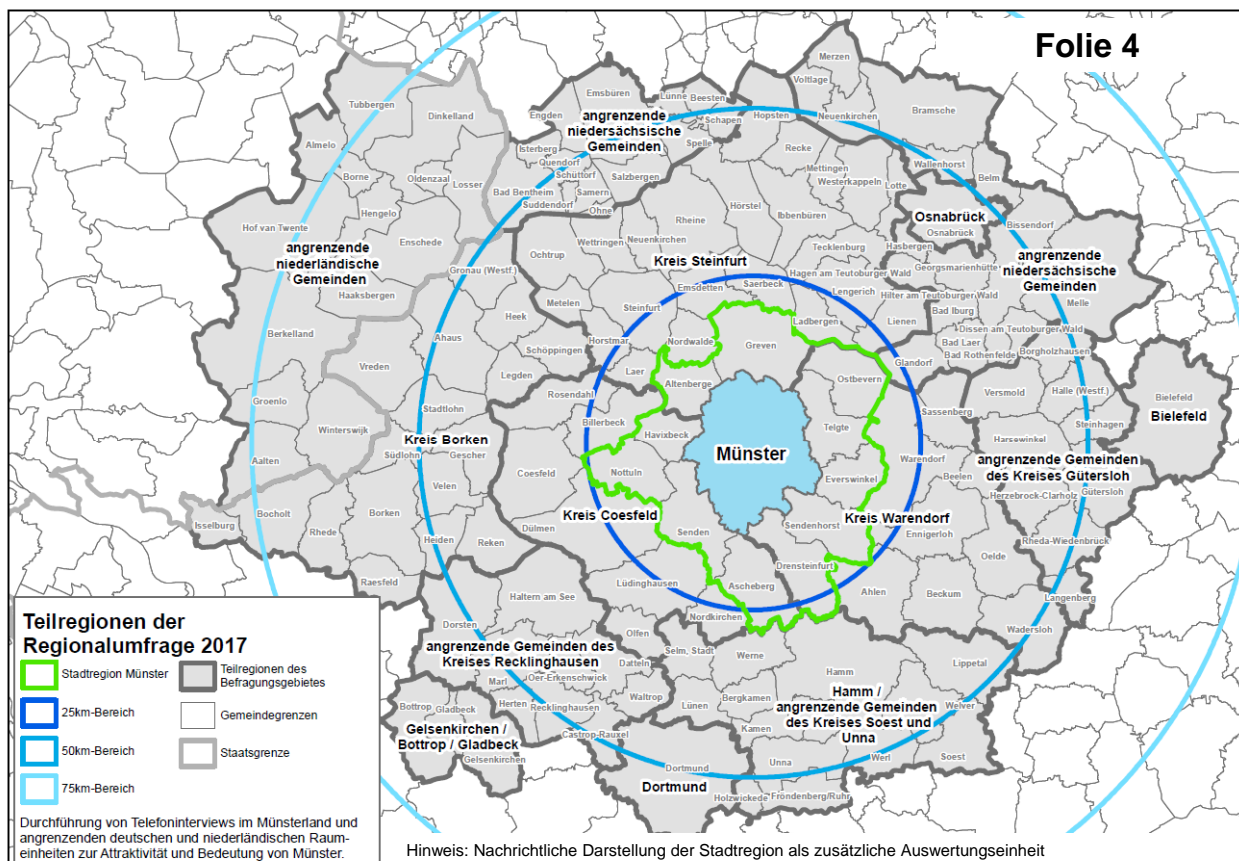 Folie 4
Merzen
Voltlage
Bramsche
Neuenkirchen
Emsbüren
Lünne
Beesten
Schapen
Hopsten
Engden
angrenzende
niedersächsische
Gemeinden
Spelle
Tubbergen
Dinkelland
Almelo
Isterberg
Quendorf
Schüttorf
Salzbergen
Recke
Mettingen
Westerkappeln
Wallenhorst
Belm
Borne
Oldenzaal
Losser
Bad Bentheim
Samern
Suddendorf
Ohne
Lotte
Hengelo
Rheine
Hörstel
Ibbenbüren
Osnabrück
Osnabrück
Bissendorf
Hof van Twente
Enschede
angrenzende
niederländische
Gemeinden
Wettringen
Neuenkirchen
Ochtrup
Tecklenburg
Hasbergen
Georgsmarienhütte
angrenzende
niedersächsische
Gemeinden
Kreis Steinfurt
Gronau (Westf.)
Hagen am Teutoburger Wald
Haaksbergen
Emsdetten
Saerbeck
Lengerich
Hilter am Teutoburger Wald
Melle
Metelen
Steinfurt
Ladbergen
Lienen
Bad Iburg
Heek
Berkelland
Ahaus
Horstmar
Nordwalde
Greven
Dissen am Teutoburger Wald
Bad Laer
Bad Rothenfelde
Borgholzhausen
Schöppingen
Glandorf
Vreden
Laer
Legden
Altenberge
Ostbevern
Versmold
Halle (Westf.)
Rosendahl
Groenlo
Stadtlohn
Billerbeck
Sassenberg
Bielefeld
Bielefeld
Winterswijk
Kreis Borken
Havixbeck
Telgte
Steinhagen
Harsewinkel
Südlohn
Gescher
Münster
Aalten
Coesfeld
Nottuln
Warendorf
angrenzende Gemeinden
des Kreises Gütersloh
Velen
Everswinkel
Beelen
Herzebrock-Clarholz
Gütersloh
Isselburg
Bocholt
Borken
Rhede
Kreis Coesfeld
Dülmen
Kreis Warendorf
Sendenhorst
Ennigerloh
Senden
Heiden
Reken
Rheda-Wiedenbrück
Oelde
Drensteinfurt
Raesfeld
Lüdinghausen
Ascheberg
Ahlen
Beckum
Langenberg
Haltern am See
Nordkirchen
Dorsten
Olfen
Wadersloh
angrenzende Gemeinden des
Kreises Recklinghausen
Selm, Stadt
Werne
Lippetal
Datteln
Oer-Erkenschwick
Marl
Hamm
Hamm /
angrenzende Gemeinden
des Kreises Soest und
Unna
Waltrop
Bergkamen
Herten
Recklinghausen
Lünen
Welver
Bottrop
Gladbeck
Gelsenkirchen /
Bottrop / Gladbeck
Castrop-Rauxel
Kamen
Gelsenkirchen
Unna
Werl
Soest
Dortmund
Dortmund
Holzwickede
Fröndenberg/Ruhr
Teilregionen der
Regionalumfrage 2017
Stadtregion Münster
Teilregionen des
Befragungsgebietes
25km-Bereich
Gemeindegrenzen
50km-Bereich
Staatsgrenze
75km-Bereich
Durchführung von Telefoninterviews im Münsterland und
angrenzenden deutschen und niederländischen Raum-
einheiten zur Attraktivität und Bedeutung von Münster.
Hinweis: Nachrichtliche Darstellung der Stadtregion als zusätzliche Auswertungseinheit